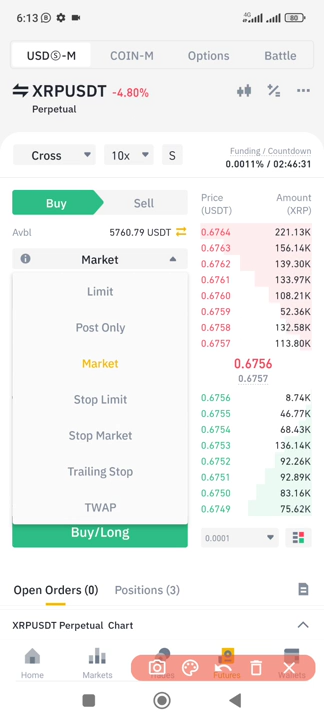 6:13
4G
80
USDⓈ-M COIN-M Options Battle
XRPUSDT -4.80%
Perpetual
Cross 10x S
Funding / Countdown
0.0011% / 02:46:31
Buy Sell
Avbl 5760.79 USDT
Market
Limit
Post Only
Market
Stop Limit
Stop Market
Trailing Stop
TWAP
Buy/Long
Price Amount
(USDT) (XRP)
0.6764 221.13K
0.6763 156.14K
0.6762 139.30K
0.6761 133.97K
0.6760 108.21K
0.6759 52.36K
0.6758 132.58K
0.6757 113.80K
0.6756
0.6757
0.6756 8.74K
0.6755 46.77K
0.6754 68.43K
0.6753 136.14K
0.6752 92.26K
0.6751 92.89K
0.6750 83.16K
0.6749 75.62K
0.0001
Open Orders (0) Positions (3)
XRPUSDT Perpetual Chart
Home Markets Trades Futures Wallets